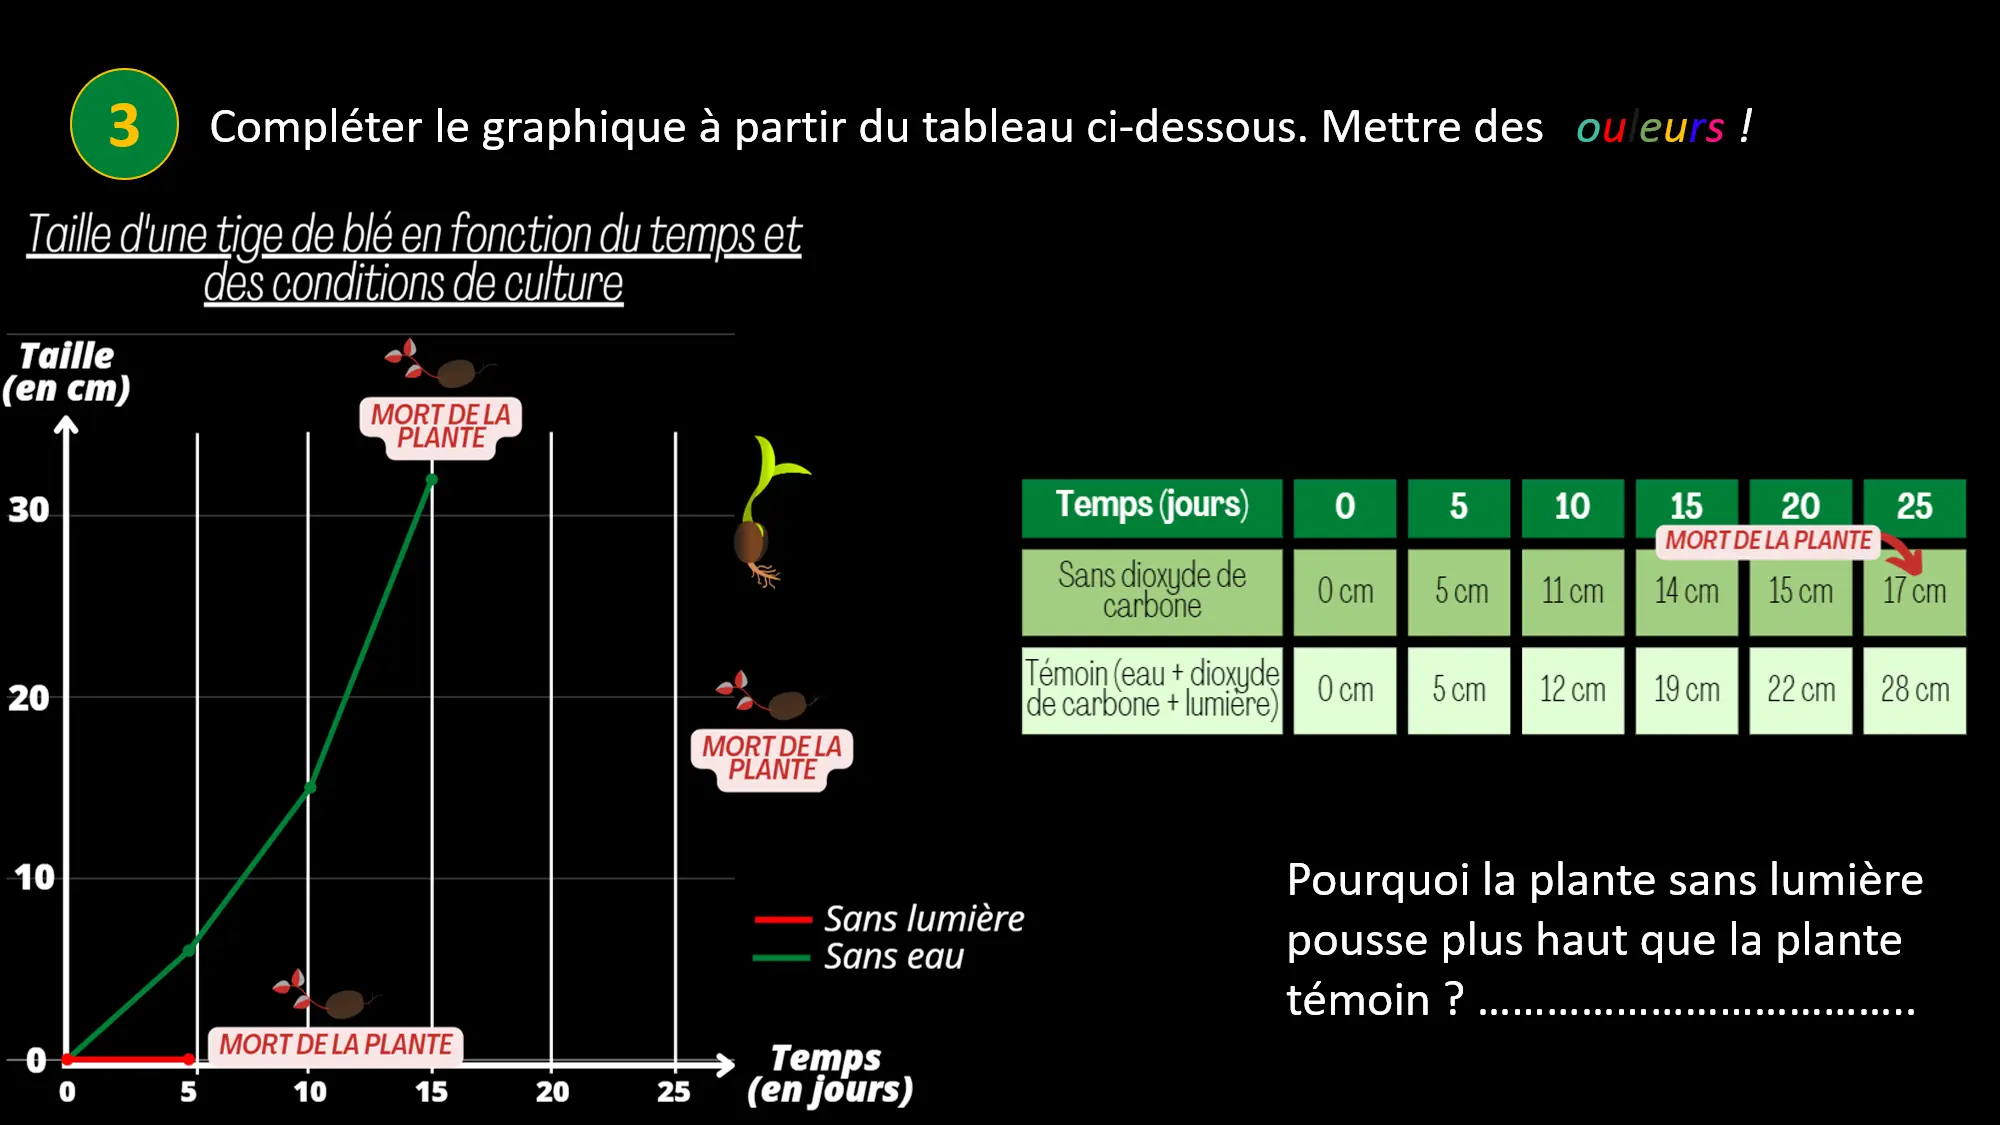 3
Compléter le graphique à partir du tableau ci-dessous. Mettre des ouleurs !
Taille d'une tige de blé en fonction du temps et
des conditions de culture
Taille
(en cm)
MORT DE LA
PLANTE
30
20
10
0
MORT DE LA
PLANTE
Sans lumière
Sans eau
MORT DE LA PLANTE
0 5 10 15 20 25
Temps
(en jours)
Temps (jours) 0 5 10 15 20 25
MORT DE LA PLANTE
Sans dioxyde de
carbone
0 cm 5 cm 11 cm 14 cm 15 cm 17 cm
Témoin (eau + dioxyde
de carbone + lumière)
0 cm 5 cm 12 cm 19 cm 22 cm 28 cm
Pourquoi la plante sans lumière
pousse plus haut que la plante
témoin ? …………………………………..